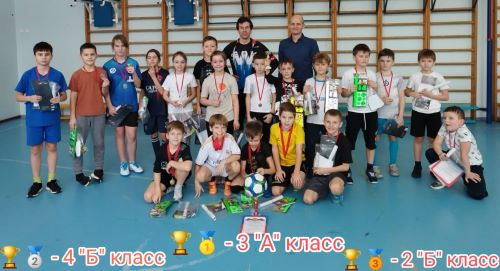 🏆🥈 - 4 "Б" класс
🏆🥇 - 3 "А" класс
🏆🥉 - 2 "Б" класс